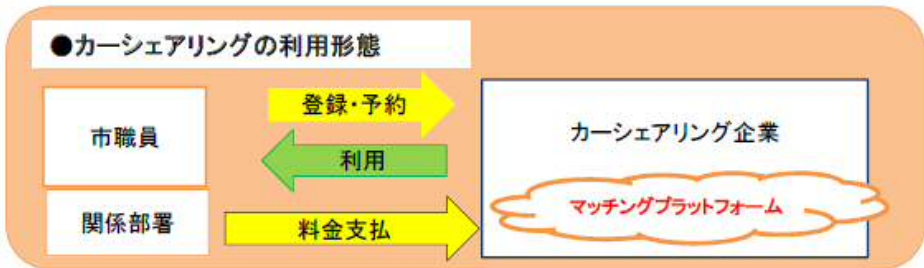 ●カーシェアリングの利用形態
市職員
登録・予約
利用
カーシェアリング企業
マッチングプラットフォーム
関係部署
料金支払